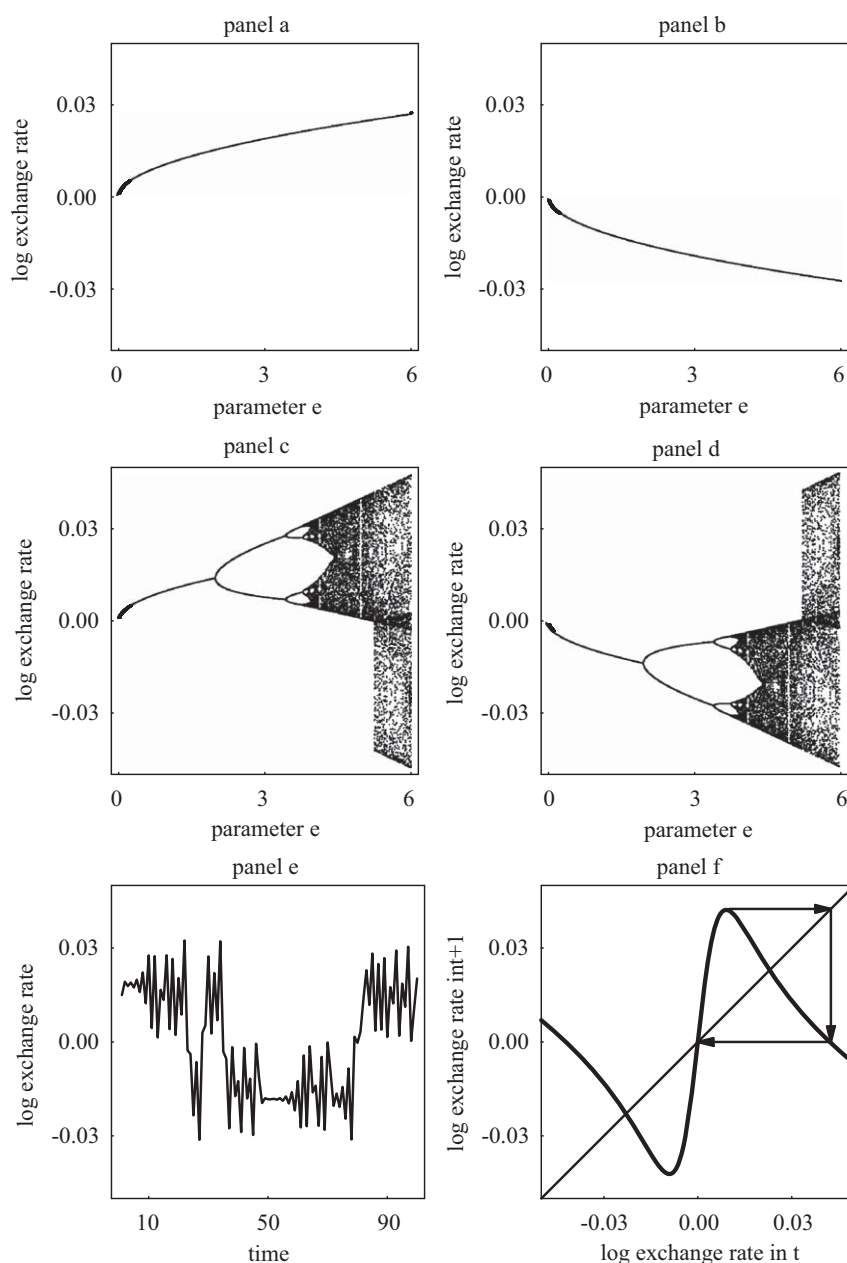 panel a
log exchange rate
0.03
0.00
-0.03
0
3
6
parameter e
panel b
log exchange rate
0.03
0.00
-0.03
0
3
6
parameter e
panel c
log exchange rate
0.03
0.00
-0.03
0
3
6
parameter e
panel d
log exchange rate
0.03
0.00
-0.03
0
3
6
parameter e
panel e
log exchange rate
0.03
0.00
-0.03
10
50
90
time
panel f
log exchange rate int+1
0.03
0.00
-0.03
-0.03
0.00
0.03
log exchange rate in t